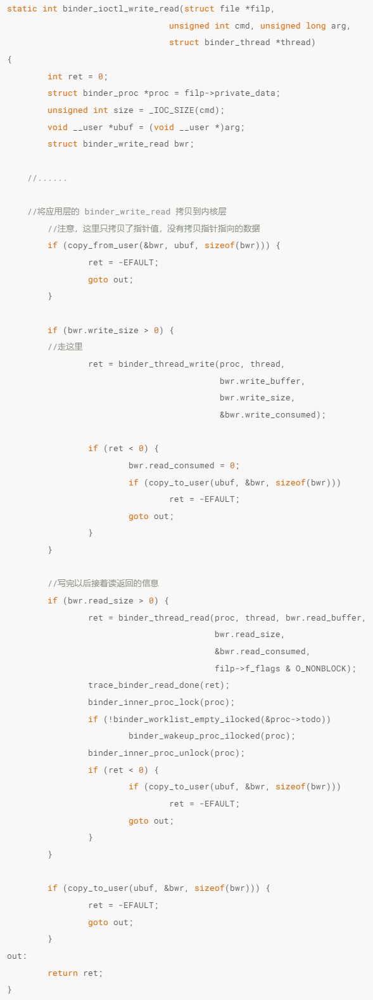 static int binder_ioctl_write_read(struct file *filp,
                                unsigned int cmd, unsigned long arg,
                                struct binder_thread *thread)
{
        int ret = 0;
        struct binder_proc *proc = filp->private_data;
        unsigned int size = _IOC_SIZE(cmd);
        void __user *ubuf = (void __user *)arg;
        struct binder_write_read bwr;

    //......

    //将应用层的 binder_write_read 拷贝到内核层
        //注意，这里只拷贝了指针值，没有拷贝指针指向的数据
        if (copy_from_user(&bwr, ubuf, sizeof(bwr))) {
                ret = -EFAULT;
                goto out;
        }

        if (bwr.write_size > 0) {
        //走这里
                ret = binder_thread_write(proc, thread,
                                          bwr.write_buffer,
                                          bwr.write_size,
                                          &bwr.write_consumed);

                if (ret < 0) {
                        bwr.read_consumed = 0;
                        if (copy_to_user(ubuf, &bwr, sizeof(bwr)))
                                ret = -EFAULT;
                        goto out;
                }
        }

        //写完以后接着读返回的信息
        if (bwr.read_size > 0) {
                ret = binder_thread_read(proc, thread, bwr.read_buffer,
                                         bwr.read_size,
                                         &bwr.read_consumed,
                                         filp->f_flags & O_NONBLOCK);
                trace_binder_read_done(ret);
                binder_inner_proc_lock(proc);
                if (!binder_worklist_empty_ilocked(&proc->todo))
                        binder_wakeup_proc_ilocked(proc);
                binder_inner_proc_unlock(proc);
                if (ret < 0) {
                        if (copy_to_user(ubuf, &bwr, sizeof(bwr)))
                                ret = -EFAULT;
                        goto out;
                }
        }

        if (copy_to_user(ubuf, &bwr, sizeof(bwr))) {
                ret = -EFAULT;
                goto out;
        }
out:
        return ret;
}